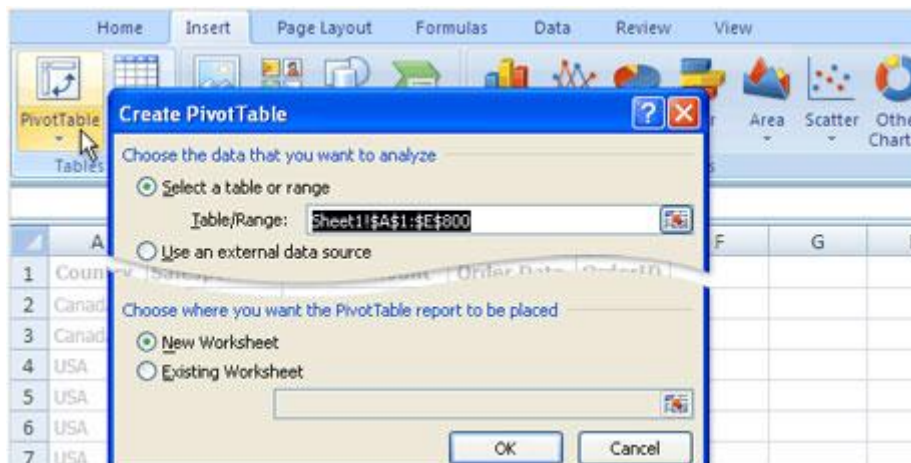 Home Insert Page Layout Formulas Data Review View
PivotTable
Area Scatter
Tables
Create PivotTable
Choose the data that you want to analyze
Select a table or range
Table/Range: Sheet1!$A$1:$E$800
Use an external data source
A F G
1 Order Date OrderID
2
3
4 USA
5 USA
6 USA
7 USA
Choose where you want the PivotTable report to be placed
New Worksheet
Existing Worksheet
OK Cancel